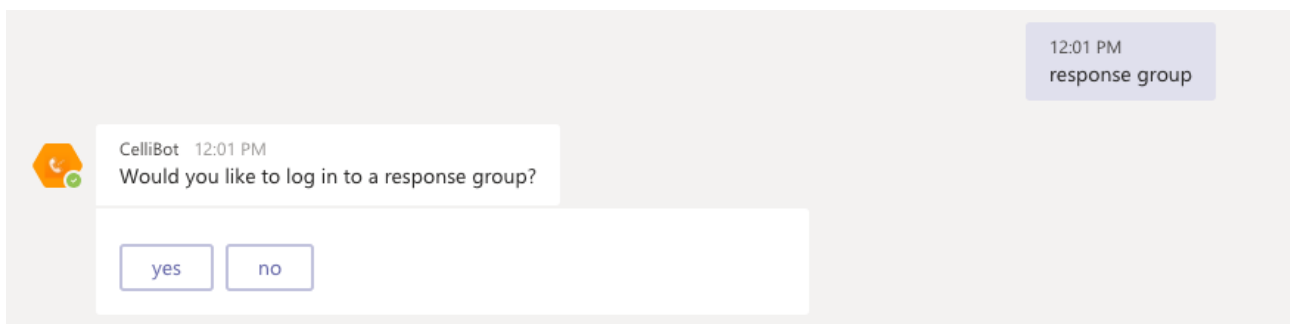 12:01 PM
response group
CelliBot 12:01 PM
Would you like to log in to a response group?
yes no